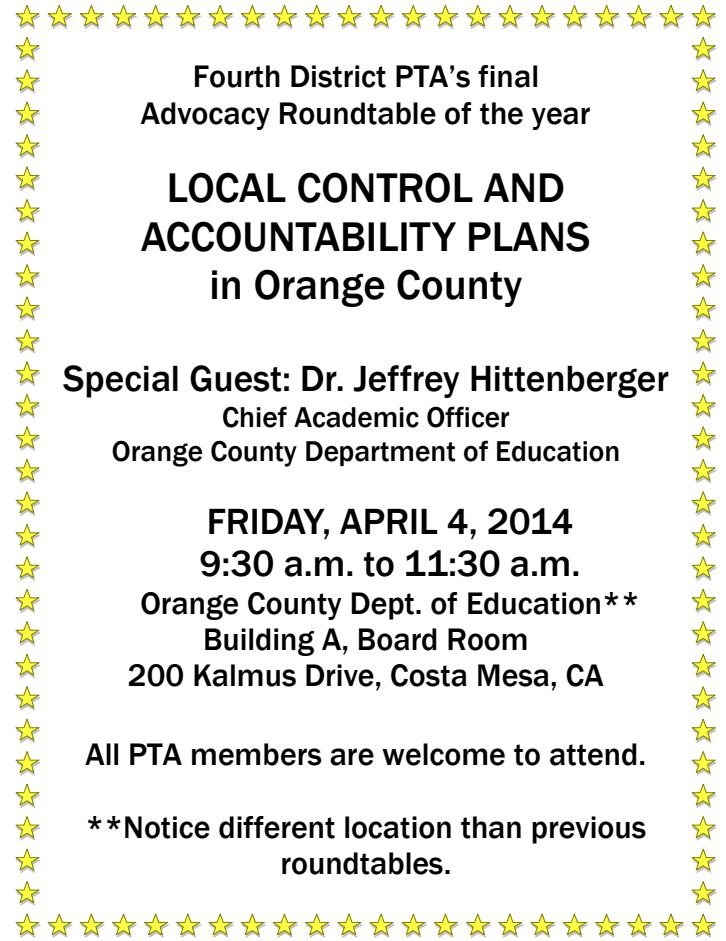 Fourth District PTA's final
Advocacy Roundtable of the year
LOCAL CONTROL AND
ACCOUNTABILITY PLANS
in Orange County
Special Guest: Dr. Jeffrey Hittenberger
Chief Academic Officer
Orange County Department of Education
FRIDAY, APRIL 4, 2014
9:30 a.m. to 11:30 a.m.
Orange County Dept. of Education**
Building A, Board Room
200 Kalmus Drive, Costa Mesa, CA
All PTA members are welcome to attend.
**Notice different location than previous
roundtables.